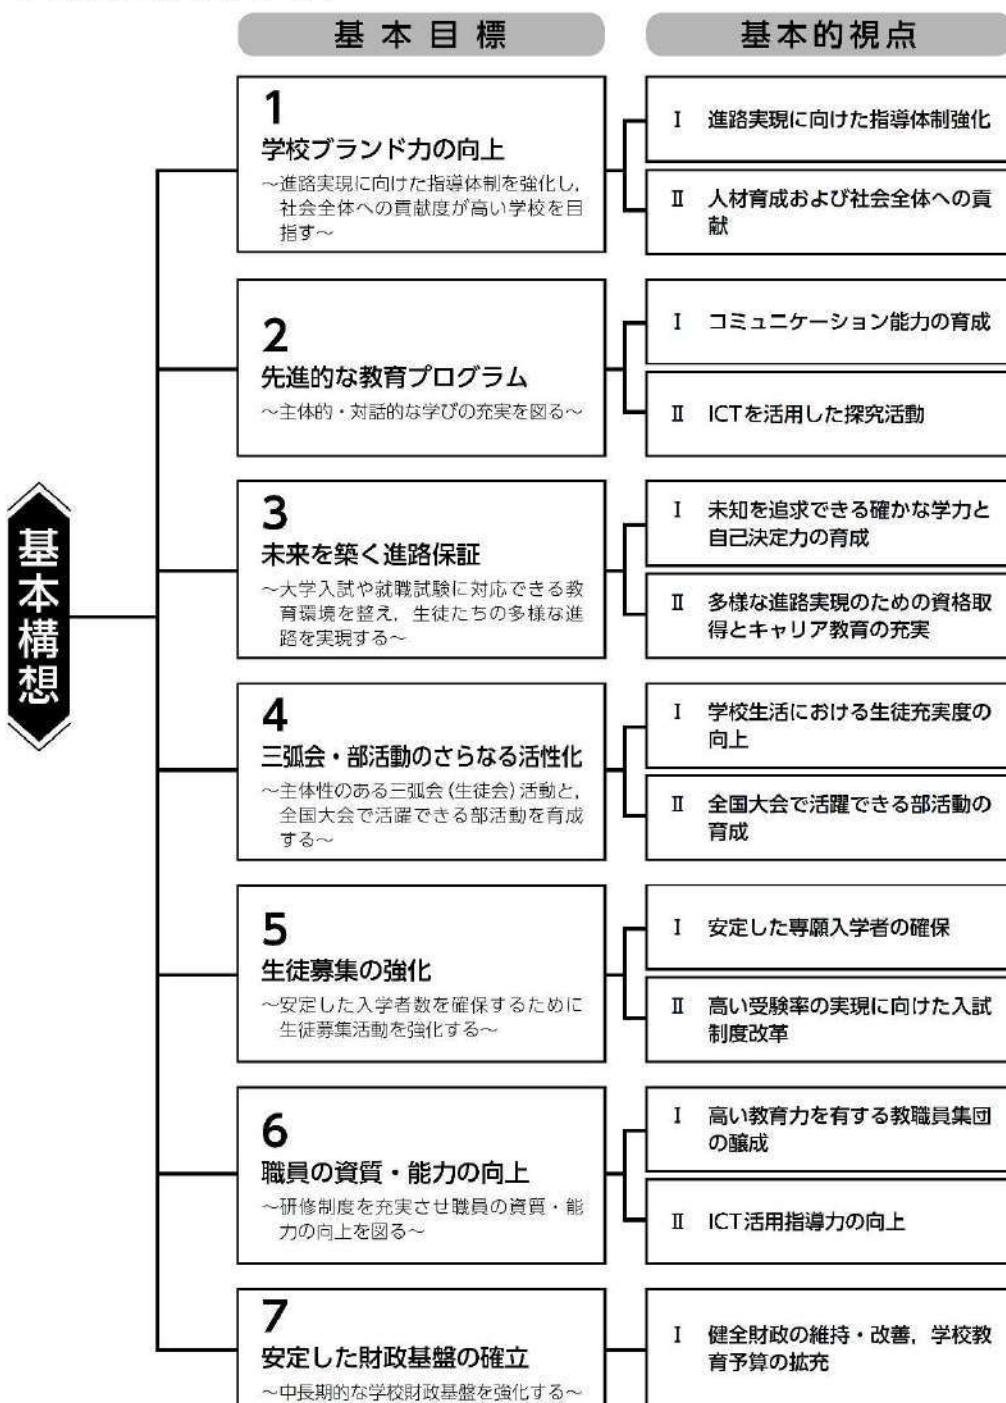 基本目標
基本的視点
基本構想
1
学校ブランド力の向上
～進路実現に向けた指導体制を強化し，
社会全体への貢献度が高い学校を目
指す～
Ⅰ 進路実現に向けた指導体制強化
Ⅱ 人材育成および社会全体への貢
献
2
先進的な教育プログラム
～主体的・対話的な学びの充実を図る～
Ⅰ コミュニケーション能力の育成
Ⅱ ICTを活用した探究活動
3
未来を築く進路保証
～大学入試や就職試験に対応できる教
育環境を整え，生徒たちの多様な進
路を実現する～
Ⅰ 未知を追求できる確かな学力と
自己決定力の育成
Ⅱ 多様な進路実現のための資格取
得とキャリア教育の充実
4
三弧会・部活動のさらなる活性化
～主体性のある三弧会(生徒会)活動と，
全国大会で活躍できる部活動を育成
する～
Ⅰ 学校生活における生徒充実度の
向上
Ⅱ 全国大会で活躍できる部活動の
育成
5
生徒募集の強化
～安定した入学者数を確保するために
生徒募集活動を強化する～
Ⅰ 安定した専願入学者の確保
Ⅱ 高い受験率の実現に向けた入試
制度改革
6
職員の資質・能力の向上
～研修制度を充実させ職員の資質・能
力の向上を図る～
Ⅰ 高い教育力を有する教職員集団
の醸成
Ⅱ ICT活用指導力の向上
7
安定した財政基盤の確立
～中長期的な学校財政基盤を強化する～
Ⅰ 健全財政の維持・改善，学校教
育予算の拡充